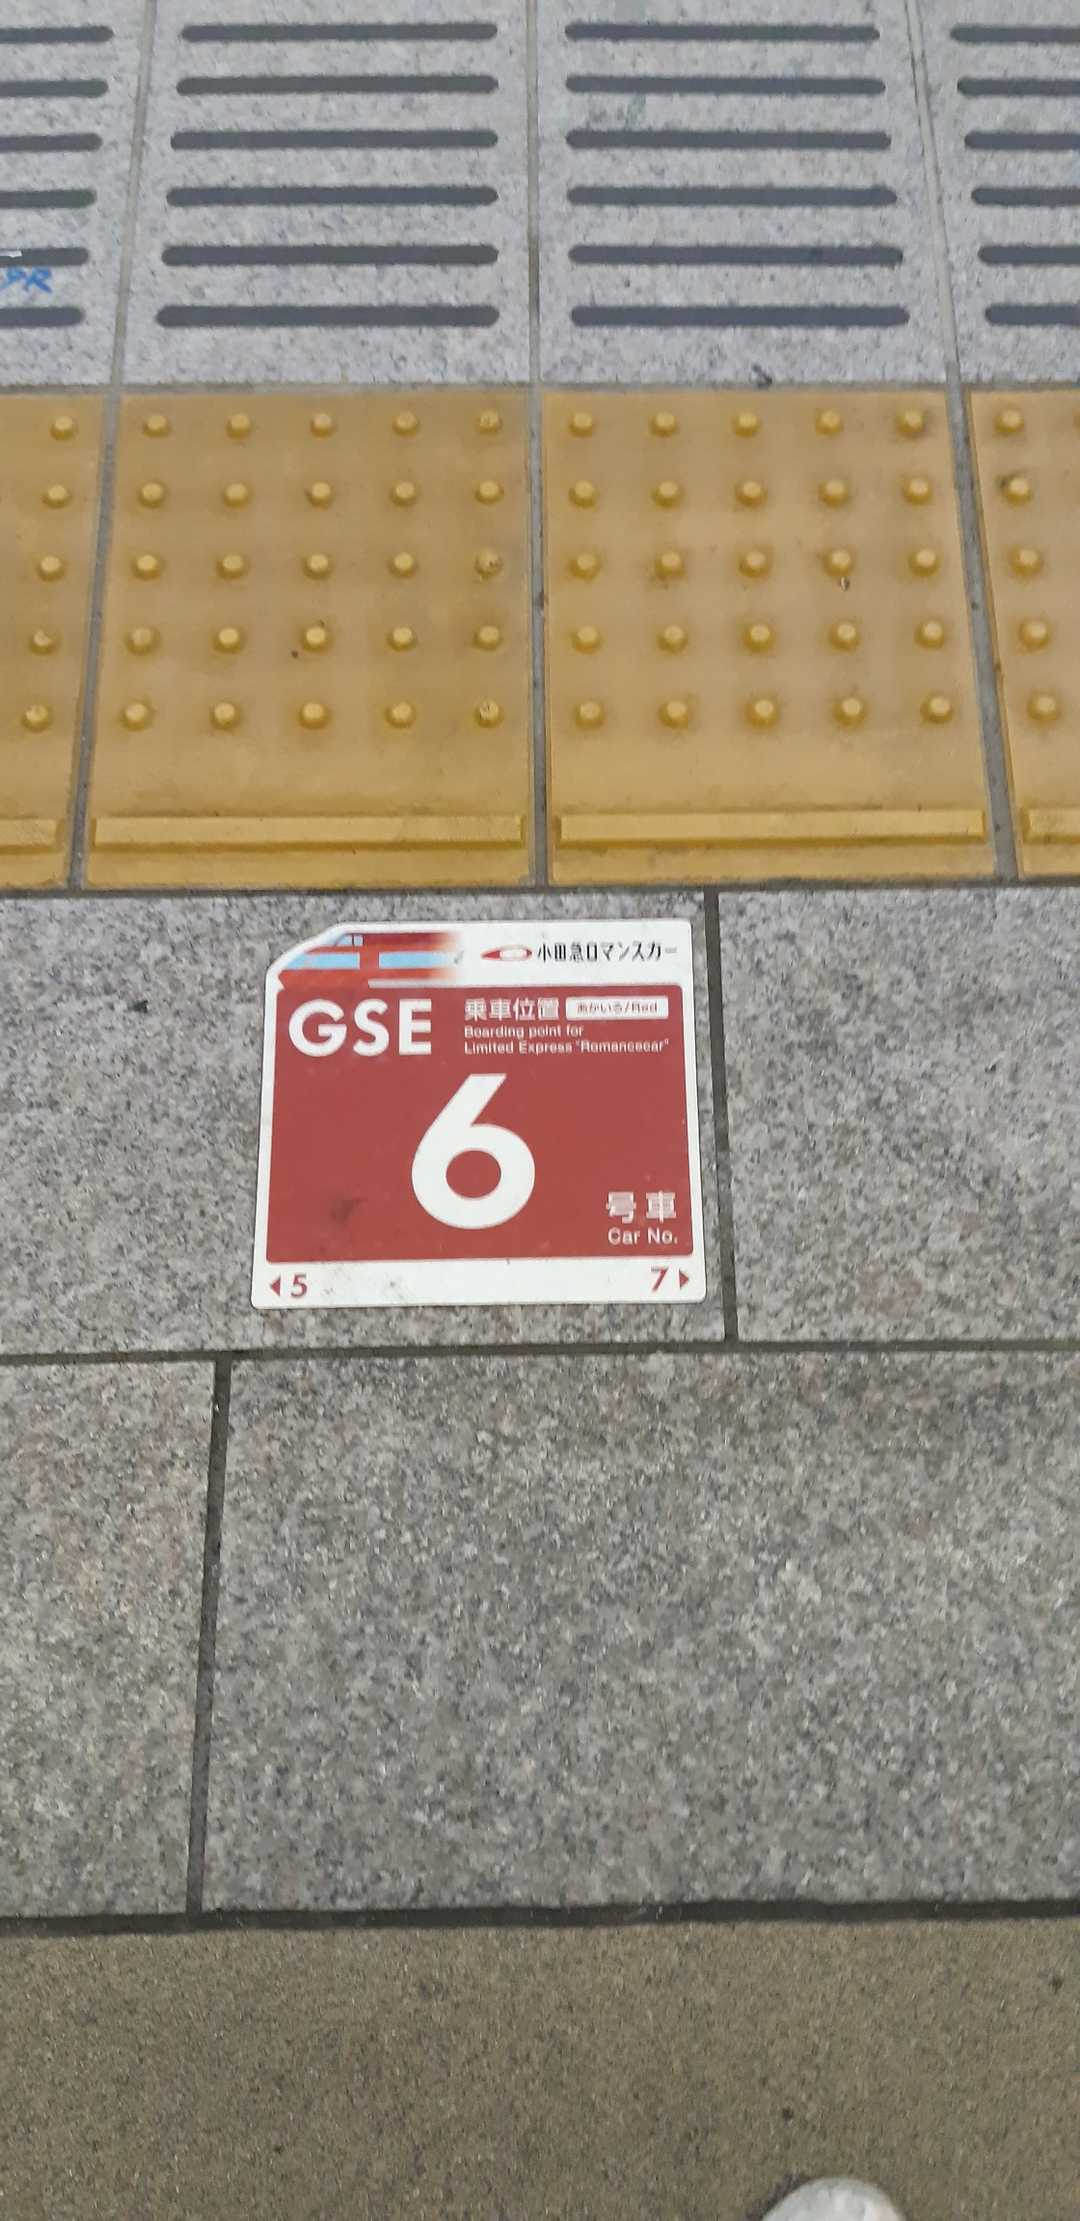 小田急ロマンスカー
GSE
乗車位置 あかいろ/Red
Boarding point for
Limited Express "Romancecar"
6
号車
Car No.
◀5 7▶